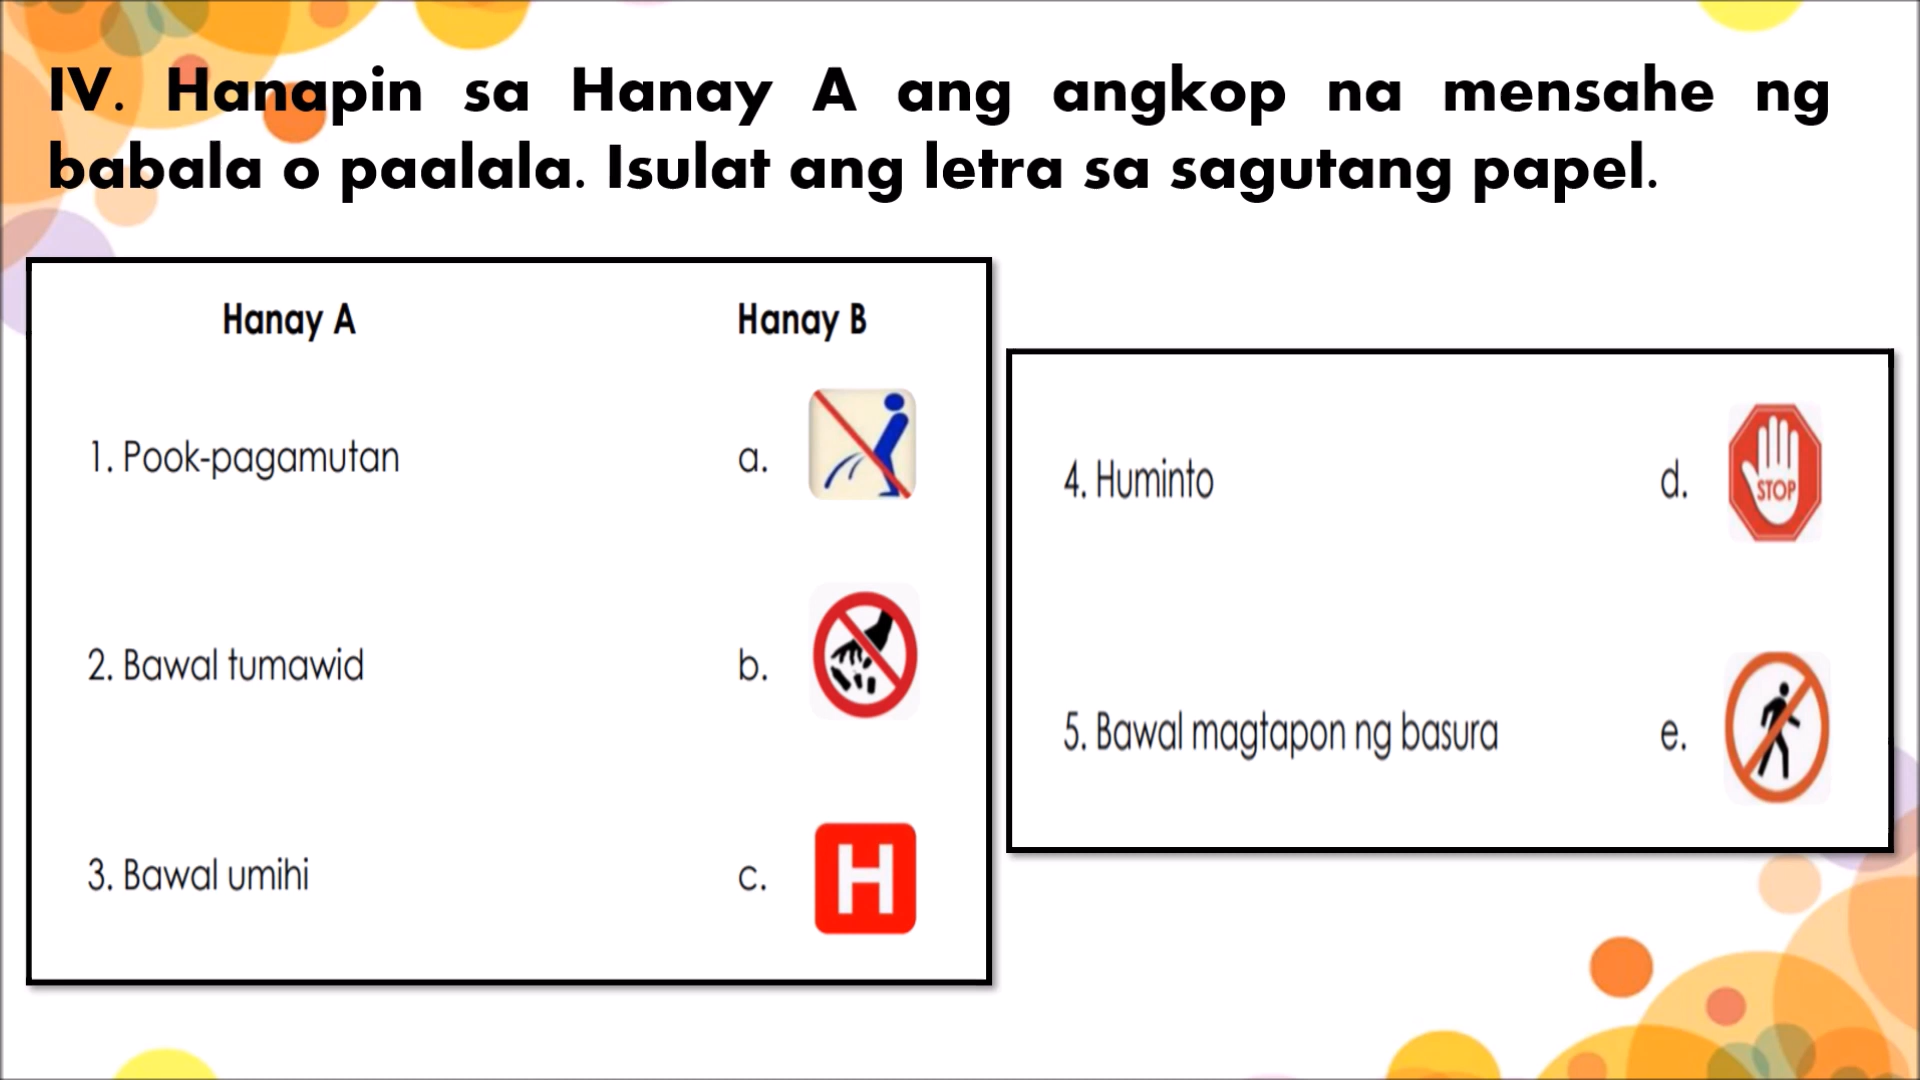 IV. Hanapin sa Hanay A ang angkop na mensahe ng
babala o paalala. Isulat ang letra sa sagutang papel.
Hanay A Hanay B
1. Pook-pagamutan a.
2. Bawal tumawid b.
3. Bawal umihi c. H
4. Huminto d. STOP
5. Bawal magtapon ng basura e.